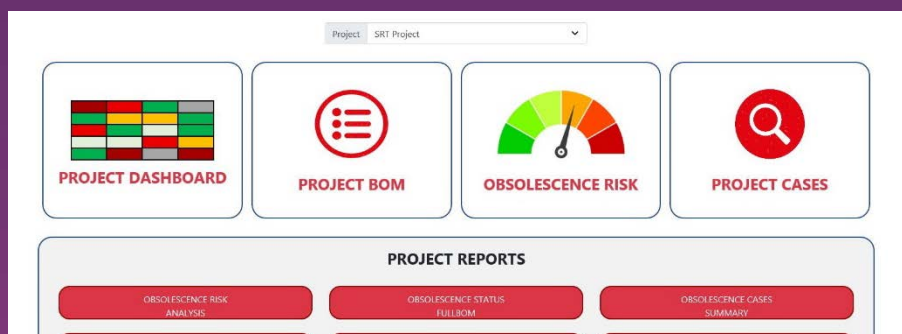 Project SRT Project
PROJECT DASHBOARD
PROJECT BOM
OBSOLESCENCE RISK
PROJECT CASES
PROJECT REPORTS
OBSOLESCENCE RISK
ANALYSIS
OBSOLESCENCE STATUS
FULLBOM
OBSOLESCENCE CASES
SUMMARY